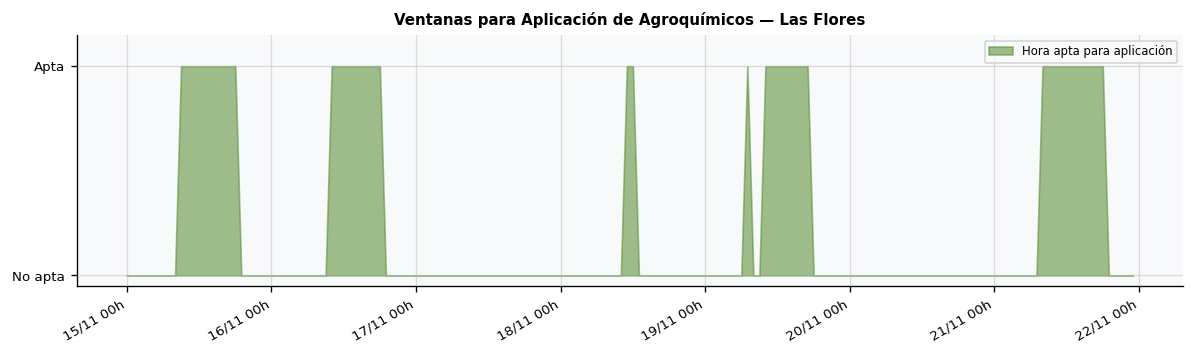 Ventanas para Aplicación de Agroquímicos — Las Flores
Hora apta para aplicación
Apta
No apta
15/11 00h
16/11 00h
17/11 00h
18/11 00h
19/11 00h
20/11 00h
21/11 00h
22/11 00h